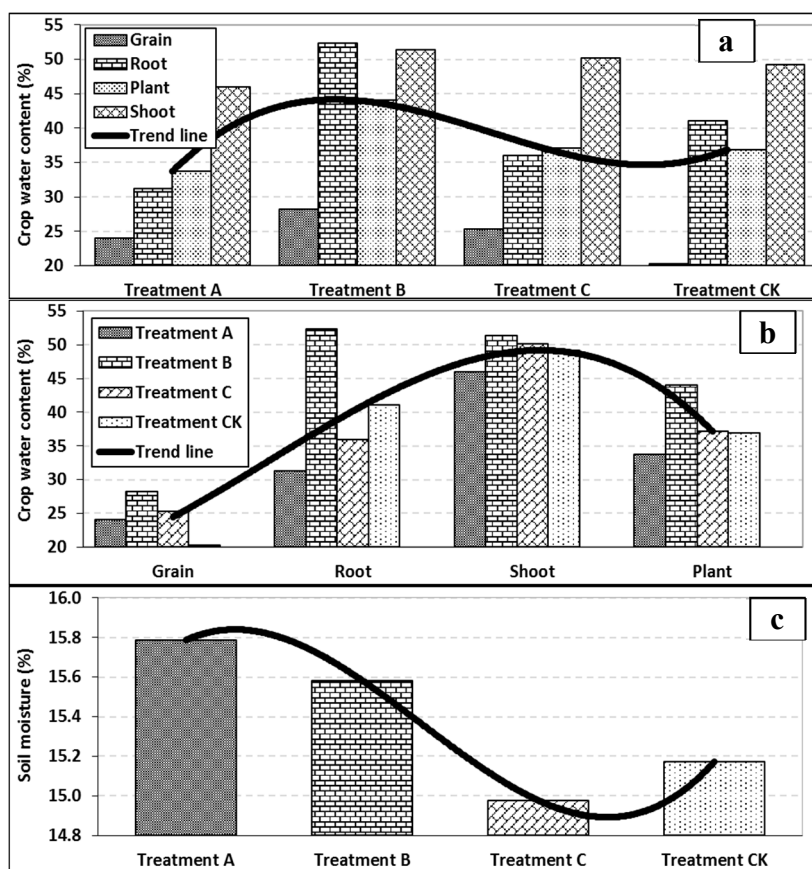 a
Grain
Root
Plant
Shoot
Trend line
Crop water content (%)
55
50
45
40
35
30
25
20
Treatment A Treatment B Treatment C Treatment CK
b
Treatment A
Treatment B
Treatment C
Treatment CK
Trend line
Crop water content (%)
55
50
45
40
35
30
25
20
Grain Root Shoot Plant
c
Soil moisture (%)
16.0
15.8
15.6
15.4
15.2
15.0
14.8
Treatment A Treatment B Treatment C Treatment CK